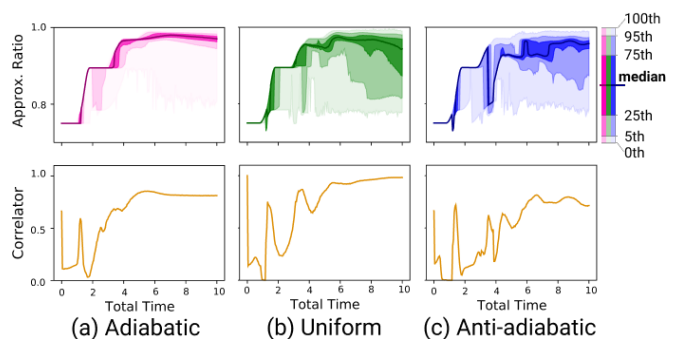 Approx. Ratio
1.0
0.8
100th
95th
75th
median
25th
5th
0th
Correlator
1.0
0.5
0.0
0 2 4 6 8 10
0 2 4 6 8 10
0 2 4 6 8 10
Total Time
Total Time
Total Time
(a) Adiabatic
(b) Uniform
(c) Anti-adiabatic